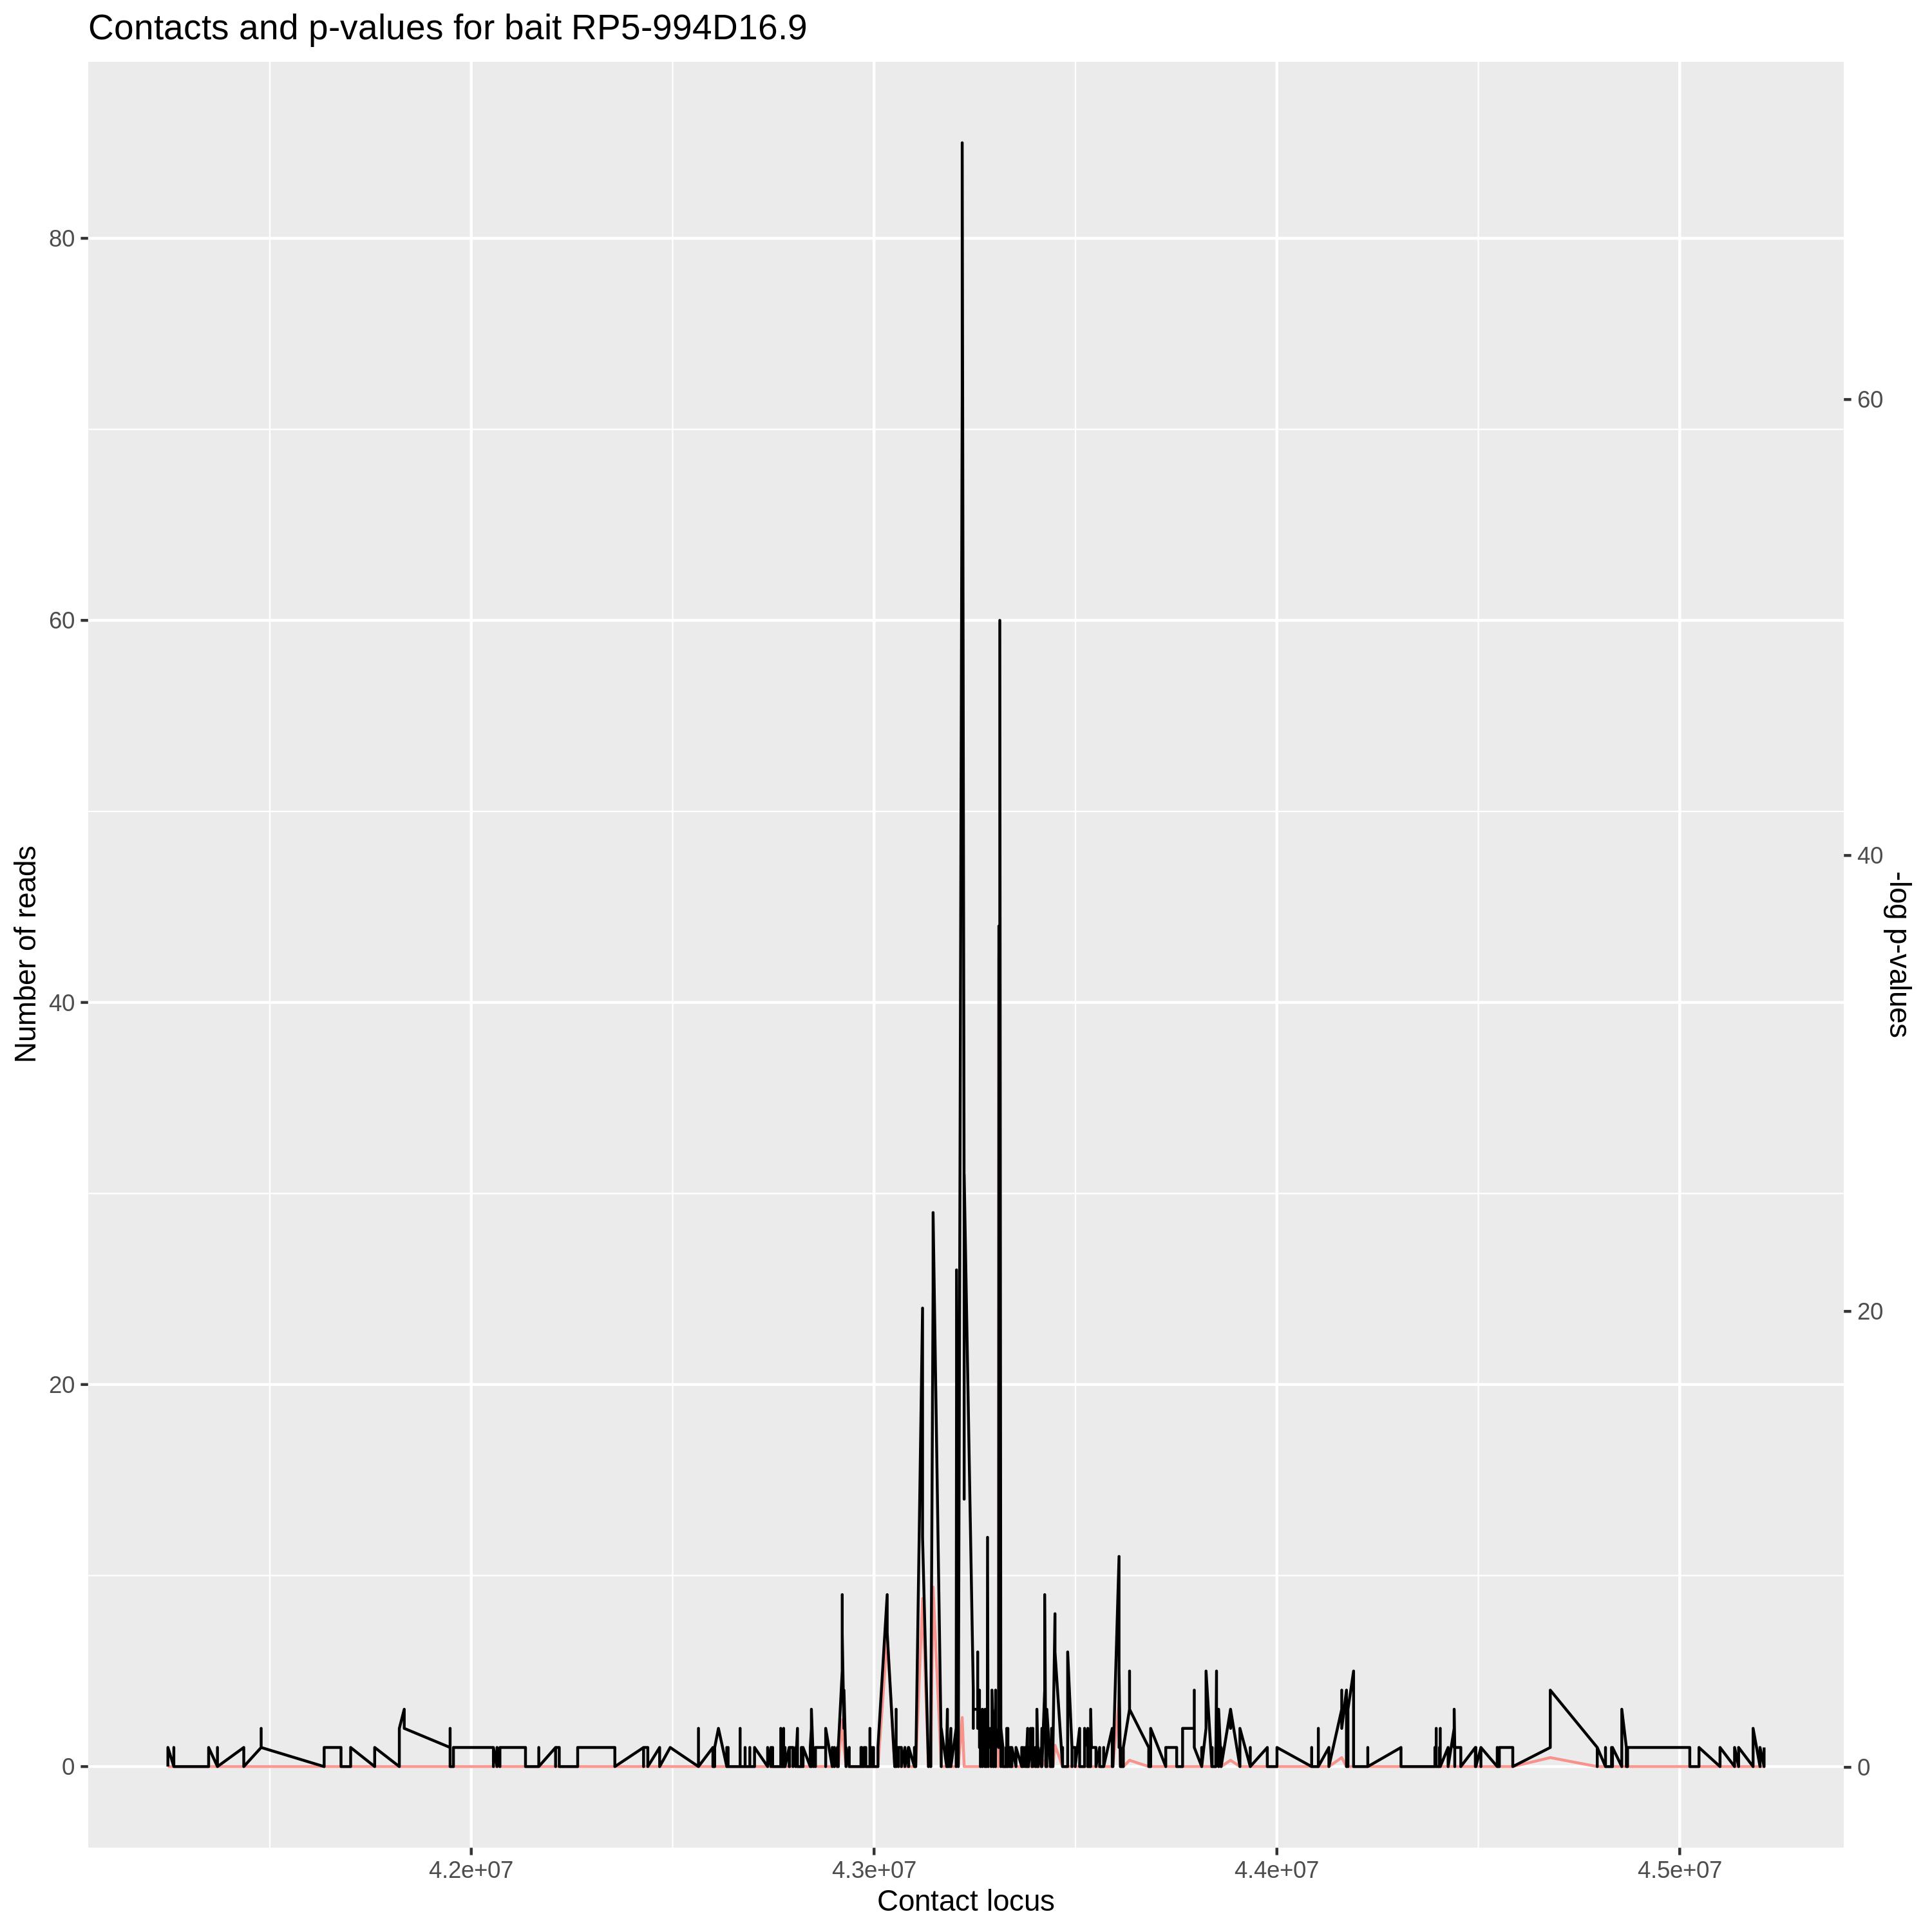 Contacts and p-values for bait RP5-994D16.9
80
60
40
20
0
Number of reads
60
40
20
0
-log p-values
4.2e+07
4.3e+07
4.4e+07
4.5e+07
Contact locus